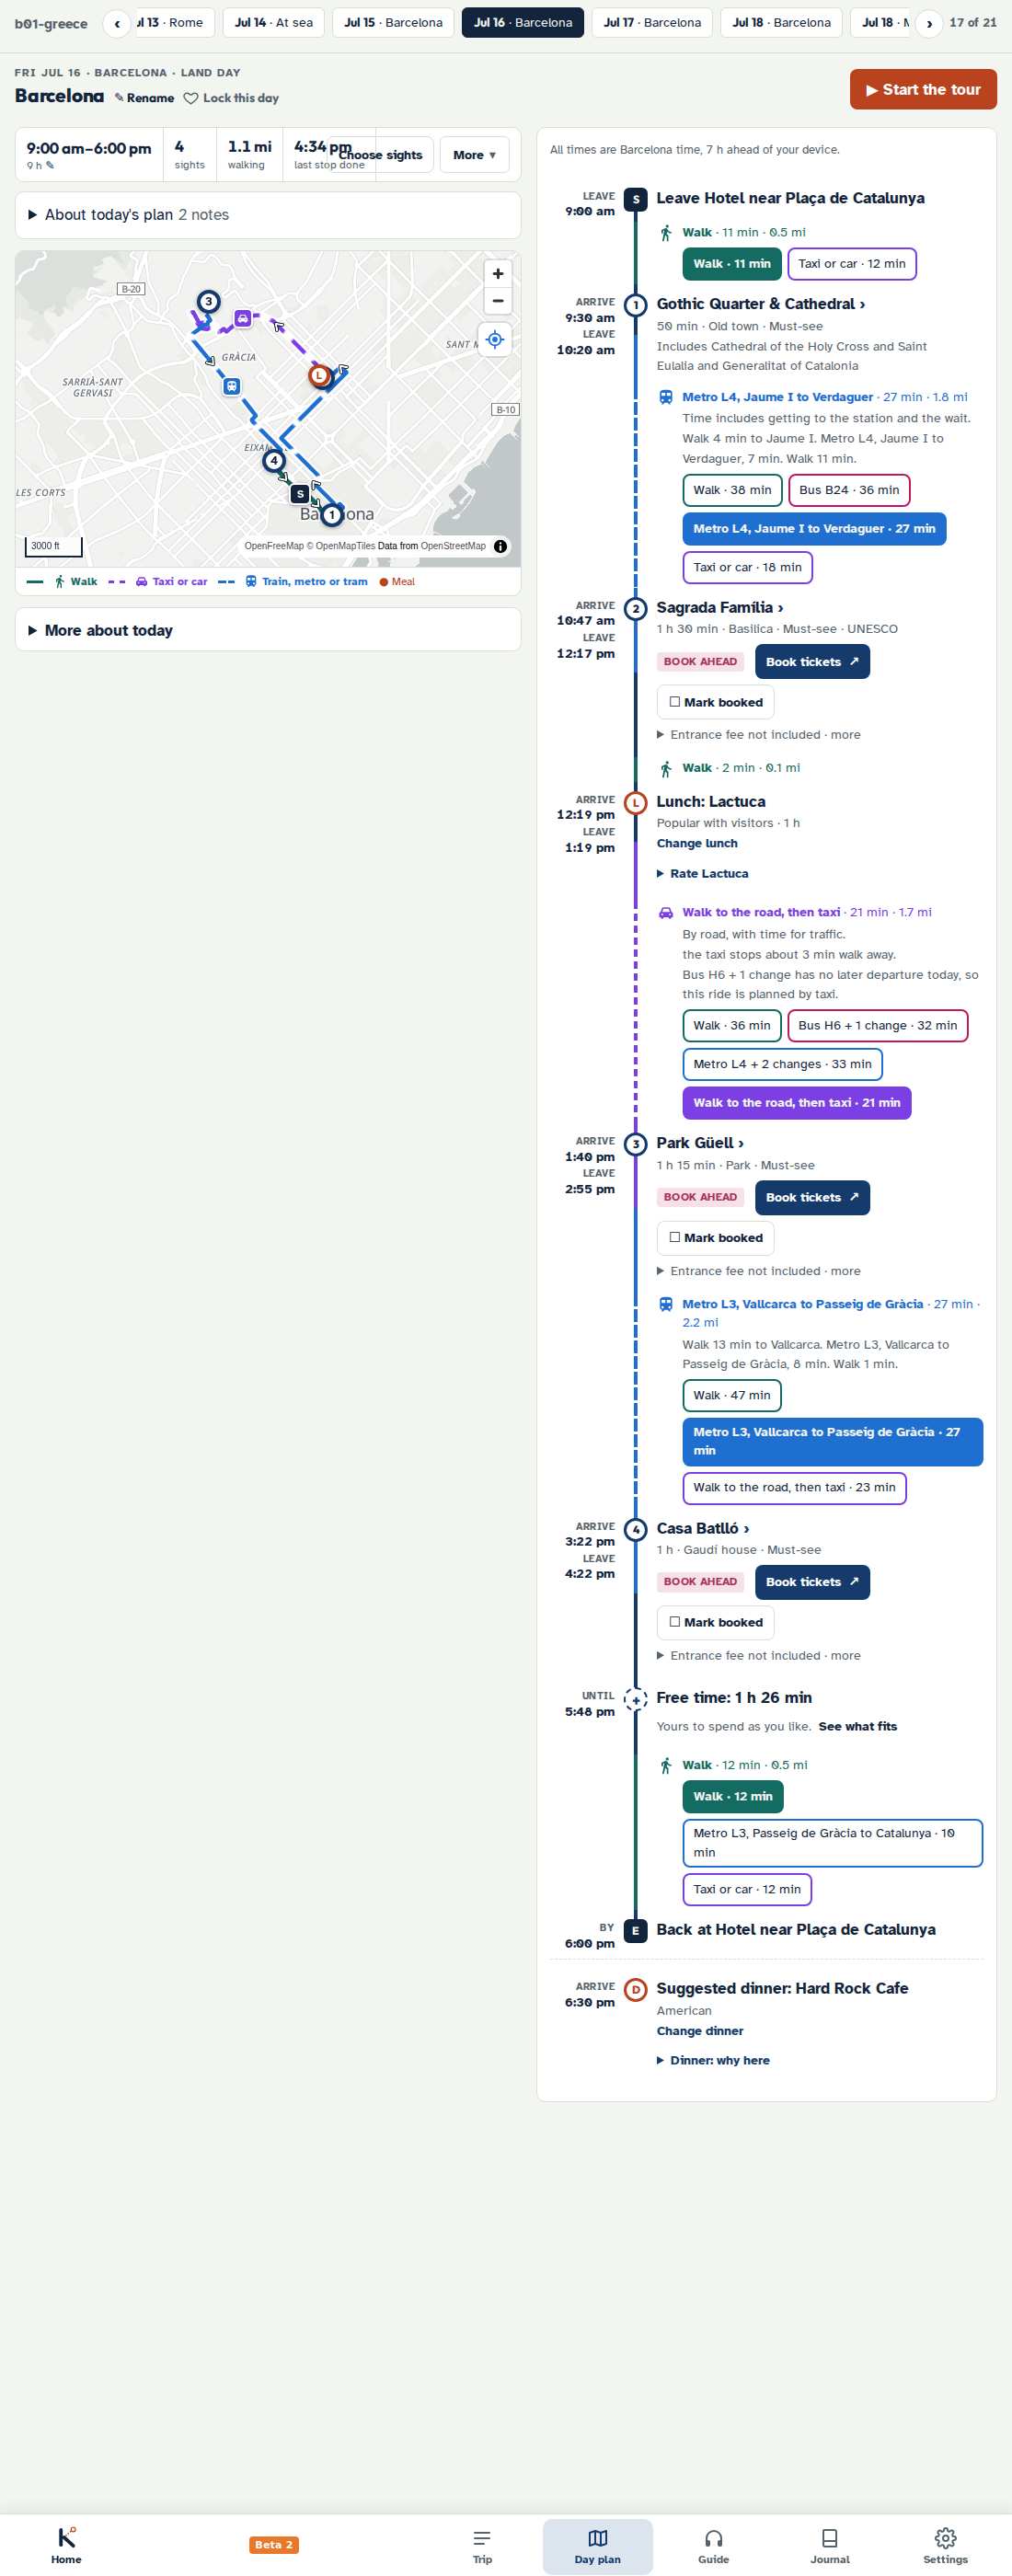 b01-greece
‹
ul 13 · Rome
Jul 14 · At sea
Jul 15 · Barcelona
Jul 16 · Barcelona
Jul 17 · Barcelona
Jul 18 · Barcelona
Jul 18 ·
›
17 of 21
FRI JUL 16 · BARCELONA · LAND DAY
Barcelona ✎ Rename ♡ Lock this day
▶ Start the tour
9:00 am–6:00 pm
9 h ✎
4
sights
1.1 mi
walking
4:34 pm
last stop done
Choose sights
More ▾
▶ About today's plan 2 notes
B-20
3
GRÀCIA
SARRIÀ-SANT
GERVASI
SANT
L
B-10
EIXAM
4
LES CORTS
S
1
Ba ona
+
−
3000 ft
OpenFreeMap © OpenMapTiles Data from OpenStreetMap
Walk
Taxi or car
Train, metro or tram
Meal
▶ More about today
All times are Barcelona time, 7 h ahead of your device.
LEAVE
9:00 am
S
Leave Hotel near Plaça de Catalunya
Walk · 11 min · 0.5 mi
Walk · 11 min
Taxi or car · 12 min
ARRIVE
9:30 am
LEAVE
10:20 am
1
Gothic Quarter & Cathedral ›
50 min · Old town · Must-see
Includes Cathedral of the Holy Cross and Saint
Eulalia and Generalitat of Catalonia
Metro L4, Jaume I to Verdaguer · 27 min · 1.8 mi
Time includes getting to the station and the wait.
Walk 4 min to Jaume I. Metro L4, Jaume I to
Verdaguer, 7 min. Walk 11 min.
Walk · 38 min
Bus B24 · 36 min
Metro L4, Jaume I to Verdaguer · 27 min
Taxi or car · 18 min
ARRIVE
10:47 am
LEAVE
12:17 pm
2
Sagrada Família ›
1 h 30 min · Basilica · Must-see · UNESCO
BOOK AHEAD
Book tickets ↗
☐ Mark booked
▶ Entrance fee not included · more
Walk · 2 min · 0.1 mi
ARRIVE
12:19 pm
LEAVE
1:19 pm
L
Lunch: Lactuca
Popular with visitors · 1 h
Change lunch
▶ Rate Lactuca
Walk to the road, then taxi · 21 min · 1.7 mi
By road, with time for traffic.
the taxi stops about 3 min walk away.
Bus H6 + 1 change has no later departure today, so
this ride is planned by taxi.
Walk · 36 min
Bus H6 + 1 change · 32 min
Metro L4 + 2 changes · 33 min
Walk to the road, then taxi · 21 min
ARRIVE
1:40 pm
LEAVE
2:55 pm
3
Park Güell ›
1 h 15 min · Park · Must-see
BOOK AHEAD
Book tickets ↗
☐ Mark booked
▶ Entrance fee not included · more
Metro L3, Vallcarca to Passeig de Gràcia · 27 min ·
2.2 mi
Walk 13 min to Vallcarca. Metro L3, Vallcarca to
Passeig de Gràcia, 8 min. Walk 1 min.
Walk · 47 min
Metro L3, Vallcarca to Passeig de Gràcia · 27
min
Walk to the road, then taxi · 23 min
ARRIVE
3:22 pm
LEAVE
4:22 pm
4
Casa Batlló ›
1 h · Gaudí house · Must-see
BOOK AHEAD
Book tickets ↗
☐ Mark booked
▶ Entrance fee not included · more
UNTIL
5:48 pm
+
Free time: 1 h 26 min
Yours to spend as you like. See what fits
Walk · 12 min · 0.5 mi
Walk · 12 min
Metro L3, Passeig de Gràcia to Catalunya · 10
min
Taxi or car · 12 min
BY
6:00 pm
E
Back at Hotel near Plaça de Catalunya
ARRIVE
6:30 pm
D
Suggested dinner: Hard Rock Cafe
American
Change dinner
▶ Dinner: why here
Home
Beta 2
Trip
Day plan
Guide
Journal
Settings